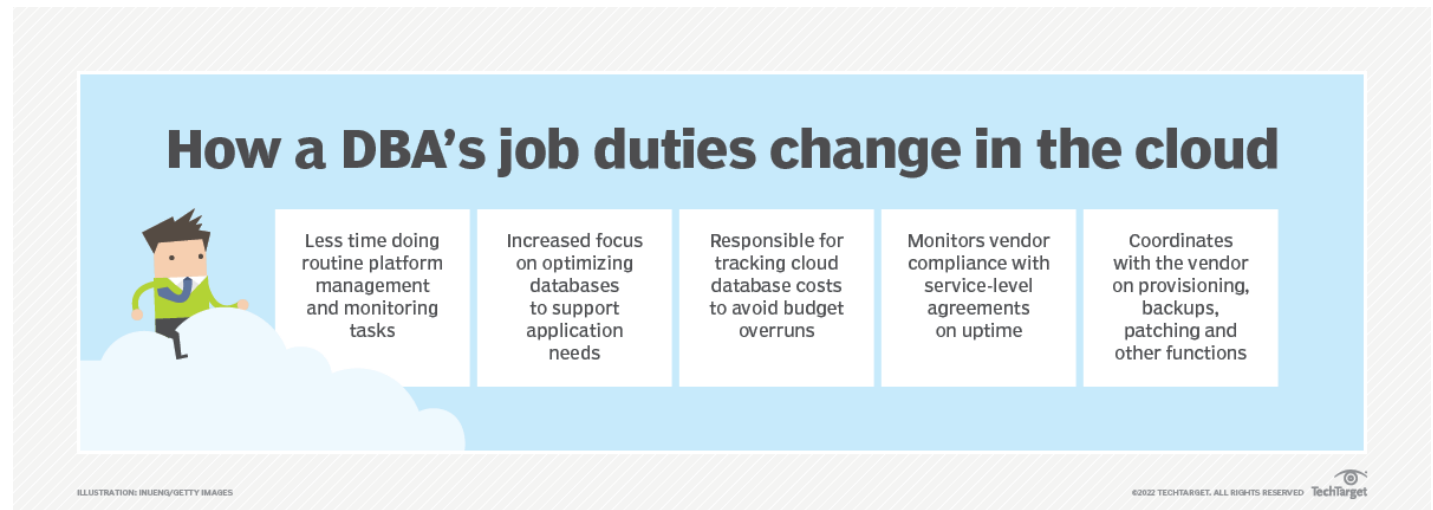 How a DBA's job duties change in the cloud
Less time doing
routine platform
management
and monitoring
tasks
Increased focus
on optimizing
databases
to support
application
needs
Responsible for
tracking cloud
database costs
to avoid budget
overruns
Monitors vendor
compliance with
service-level
agreements
on uptime
Coordinates
with the vendor
on provisioning,
backups,
patching and
other functions
ILLUSTRATION: INUENG/GETTY IMAGES
©2022 TECHTARGET. ALL RIGHTS RESERVED TechTarget